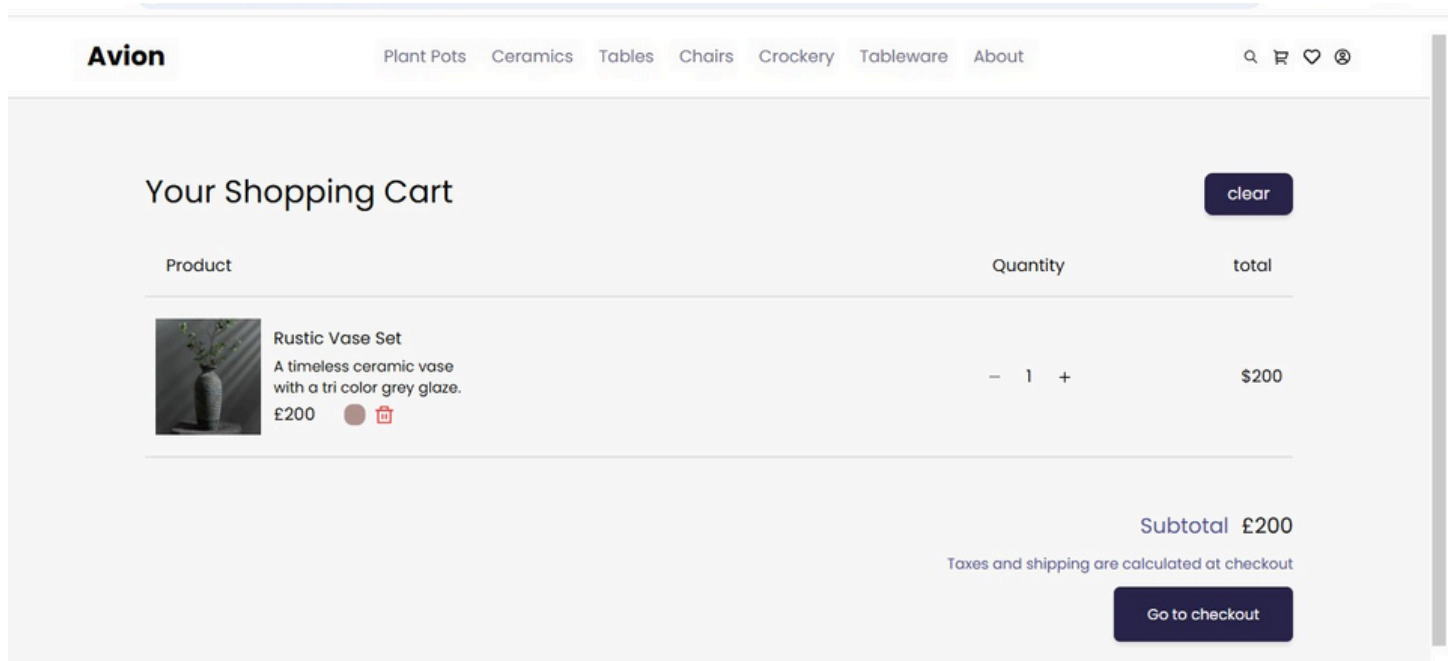 Avion Plant Pots Ceramics Tables Chairs Crockery Tableware About
Your Shopping Cart clear
Product Quantity total
Rustic Vase Set
A timeless ceramic vase
with a tri color grey glaze.
£200
− 1 + $200
Subtotal £200
Taxes and shipping are calculated at checkout
Go to checkout